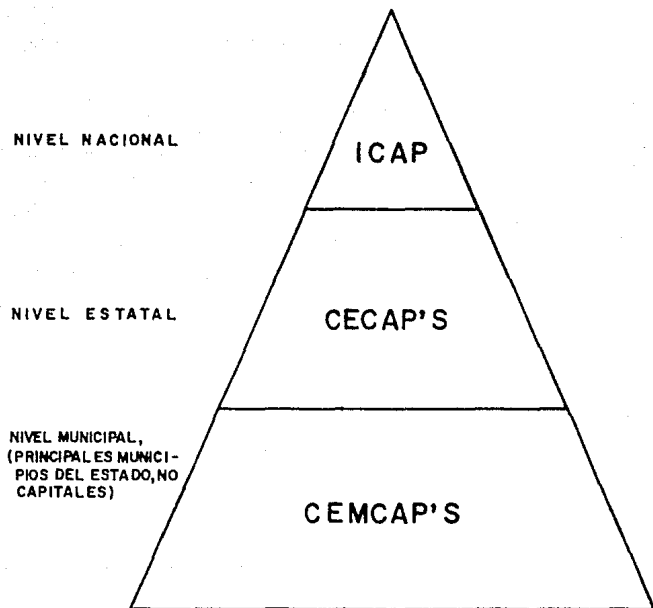 NIVEL NACIONAL
ICAP
NIVEL ESTATAL
CECAP'S
NIVEL MUNICIPAL,
(PRINCIPALES MUNICI-
PIOS DEL ESTADO, NO
CAPITALES)
CEMCAP'S